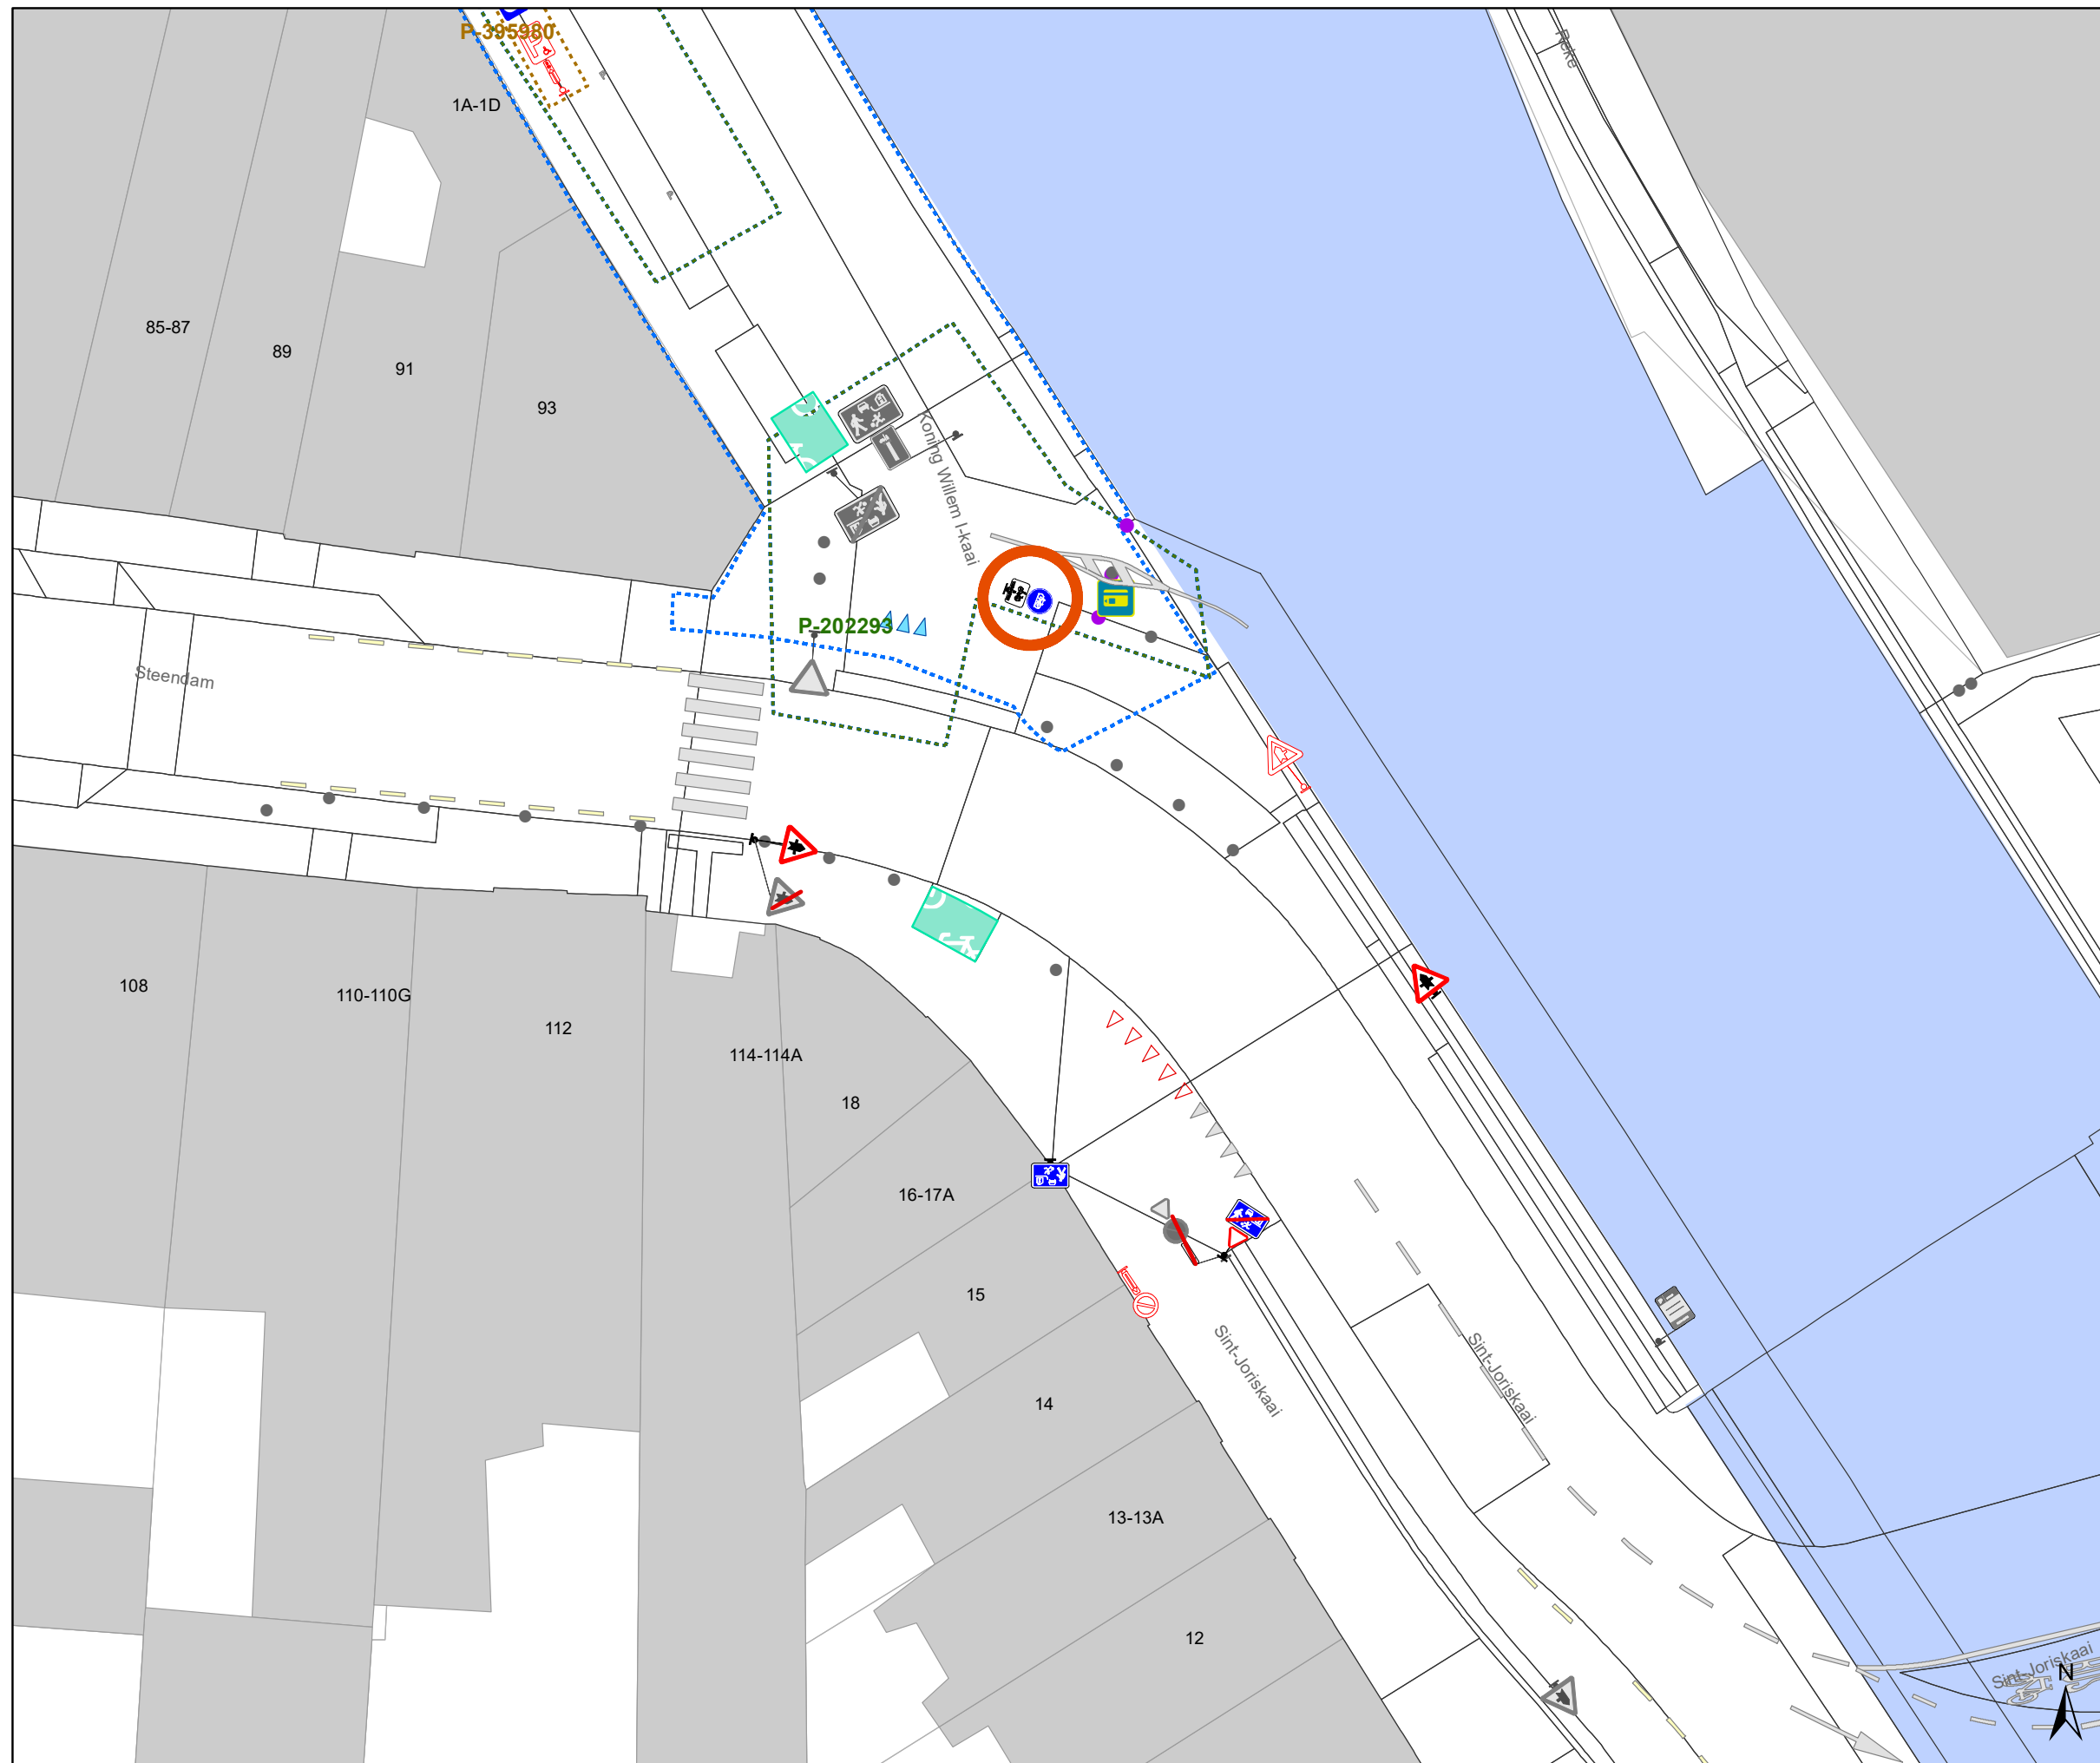 P-395980
Reke
1A-1D
85-87
89
91
93
Koning Willem I-kaai
P-202293
Steendam
108
110-110G
112
114-114A
18
16-17A
15
14
13-13A
12
Sint-Joriskaai
Sint-Joriskaai
Sint-Joriskaai
N